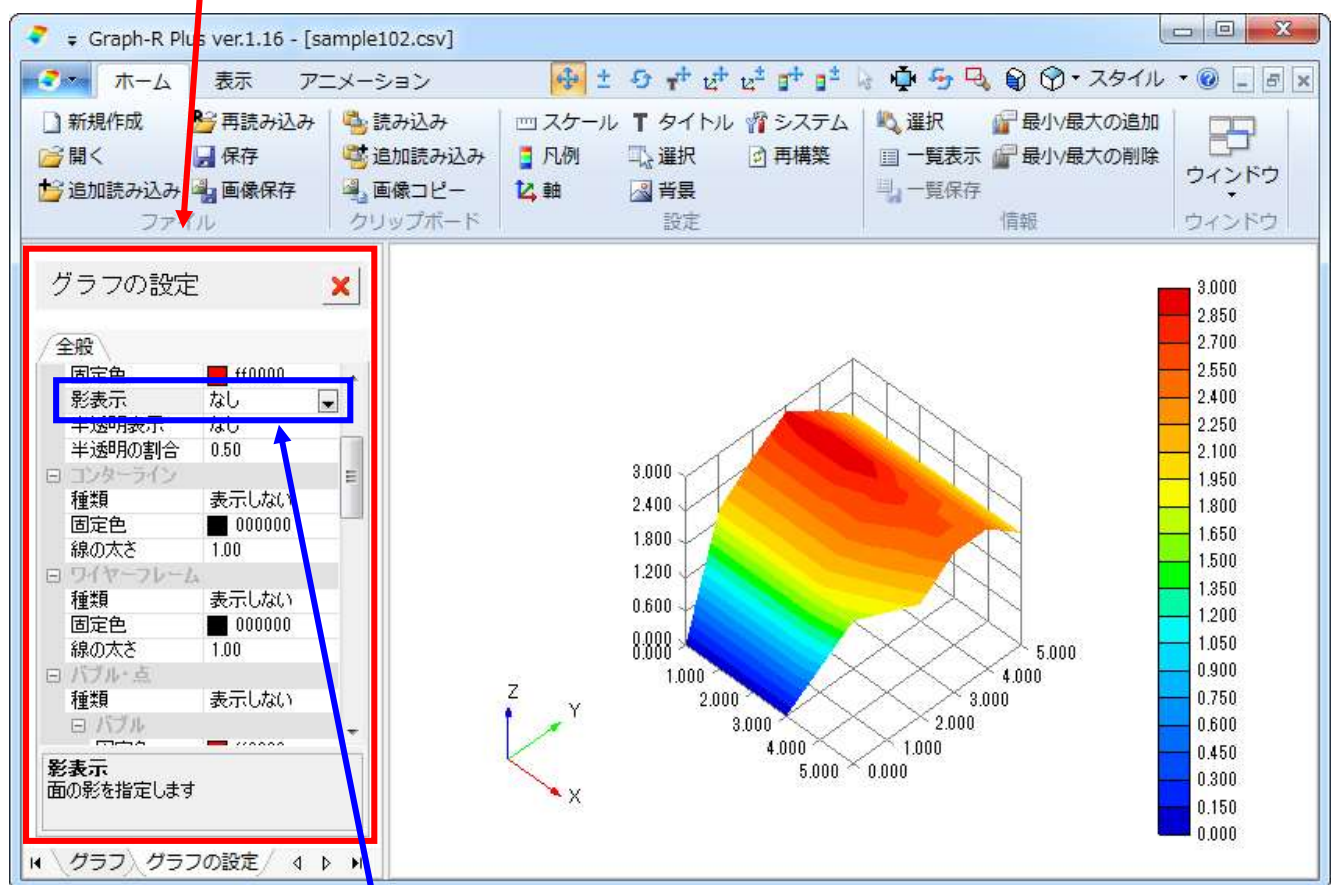 Graph-R Plus ver.1.16 - [sample102.csv]
ホーム 表示 アニメーション スタイル
新規作成 再読み込み 読み込み スケール タイトル システム 選択 最小/最大の追加
開く 保存 追加読み込み 凡例 選択 再構築 一覧表示 最小/最大の削除
追加読み込み 画像保存 画像コピー 軸 背景 一覧保存 ウィンドウ
ファイル クリップボード 設定 情報 ウィンドウ
グラフの設定
全般
固定色 ff0000
影表示 なし
半透明表示 なし
半透明の割合 0.50
コンターライン
種類 表示しない
固定色 000000
線の太さ 1.00
ワイヤーフレーム
種類 表示しない
固定色 000000
線の太さ 1.00
バブル・点
種類 表示しない
バブル
影表示
面の影を指定します
グラフ グラフの設定
3.000
2.400
1.800
1.200
0.600
0.000
0.000
1.000
2.000
3.000
4.000
5.000
0.000
1.000
2.000
3.000
4.000
5.000
Z
Y
X
3.000
2.850
2.700
2.550
2.400
2.250
2.100
1.950
1.800
1.650
1.500
1.350
1.200
1.050
0.900
0.750
0.600
0.450
0.300
0.150
0.000